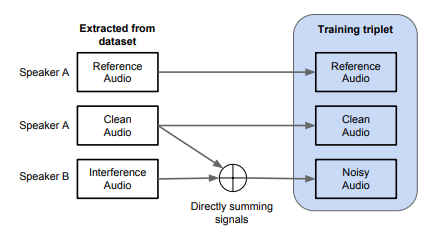 Extracted from
dataset
Training triplet
Speaker A
Reference
Audio
Reference
Audio
Speaker A
Clean
Audio
Clean
Audio
Speaker B
Interference
Audio
Noisy
Audio
Directly summing
signals